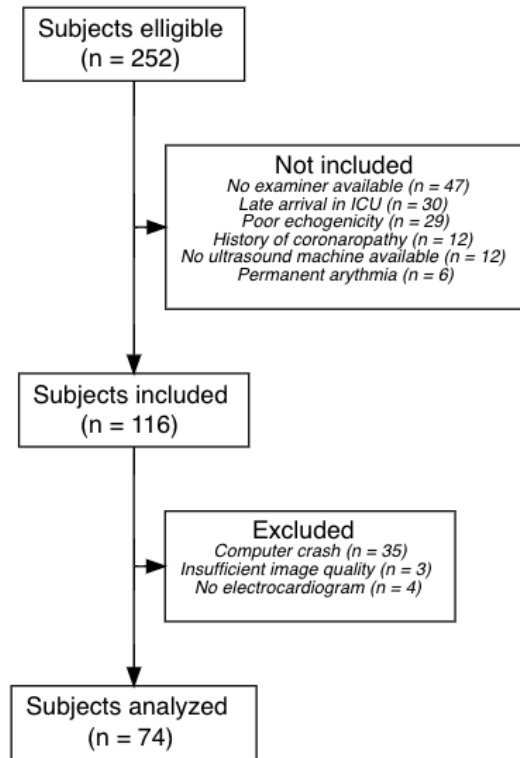 Subjects elligible
(n = 252)
Not included
No examiner available (n = 47)
Late arrival in ICU (n = 30)
Poor echogenicity (n = 29)
History of coronaropathy (n = 12)
No ultrasound machine available (n = 12)
Permanent arythmia (n = 6)
Subjects included
(n = 116)
Excluded
Computer crash (n = 35)
Insufficient image quality (n = 3)
No electrocardiogram (n = 4)
Subjects analyzed
(n = 74)